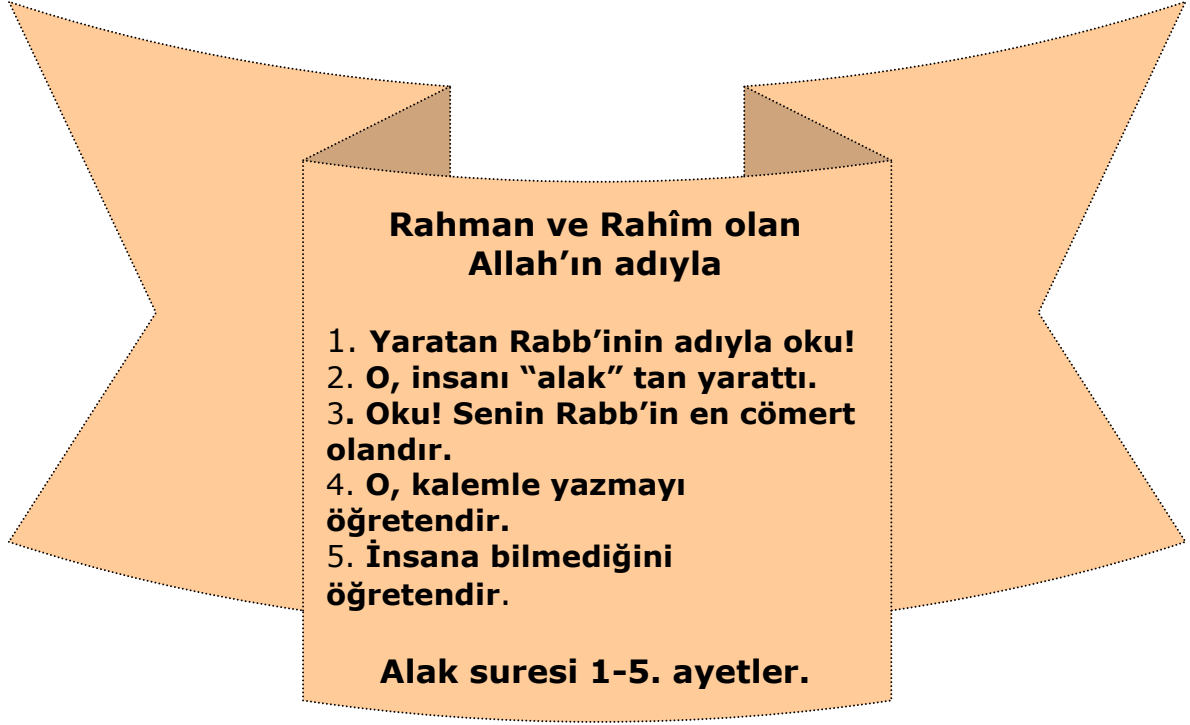 Rahman ve Rahîm olan
Allah’ın adıyla
1. Yaratan Rabb’inin adıyla oku!
2. O, insanı “alak” tan yarattı.
3. Oku! Senin Rabb’in en cömert
olandır.
4. O, kalemle yazmayı
öğretendir.
5. İnsana bilmediğini
öğretendir.
Alak suresi 1-5. ayetler.